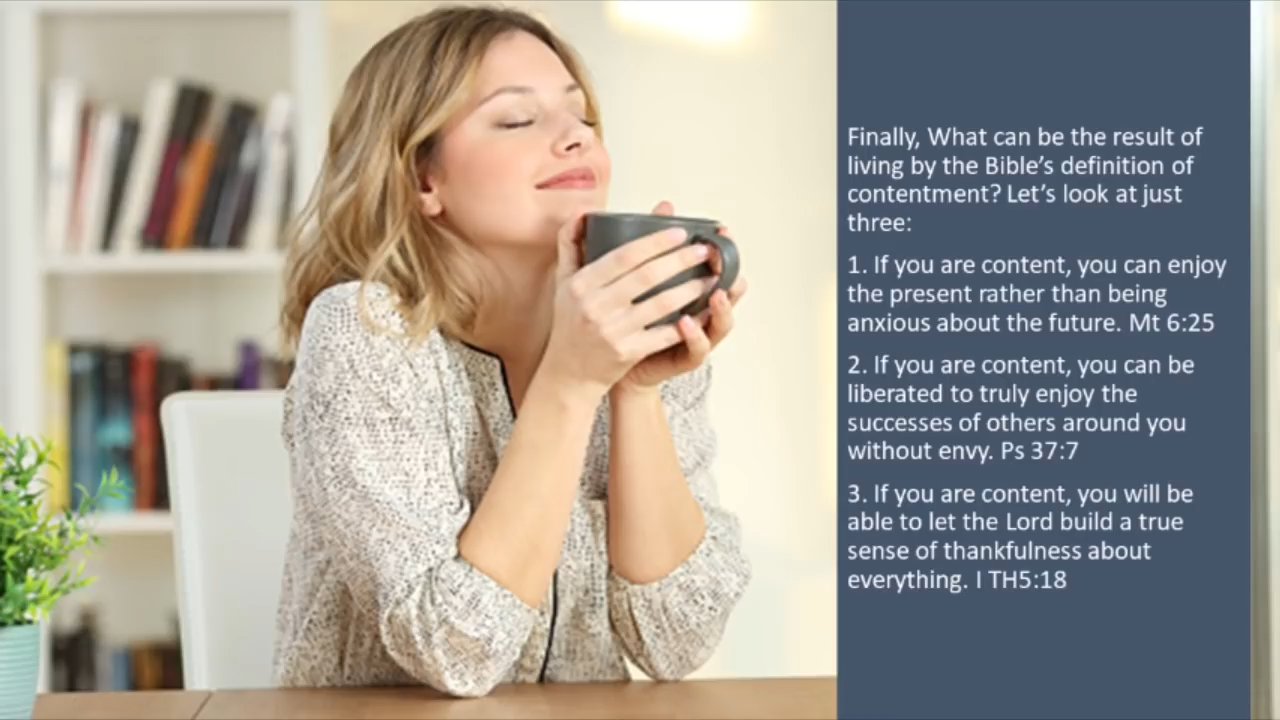 Finally, What can be the result of
living by the Bible’s definition of
contentment? Let’s look at just
three:
1. If you are content, you can enjoy
the present rather than being
anxious about the future. Mt 6:25
2. If you are content, you can be
liberated to truly enjoy the
successes of others around you
without envy. Ps 37:7
3. If you are content, you will be
able to let the Lord build a true
sense of thankfulness about
everything. I TH5:18